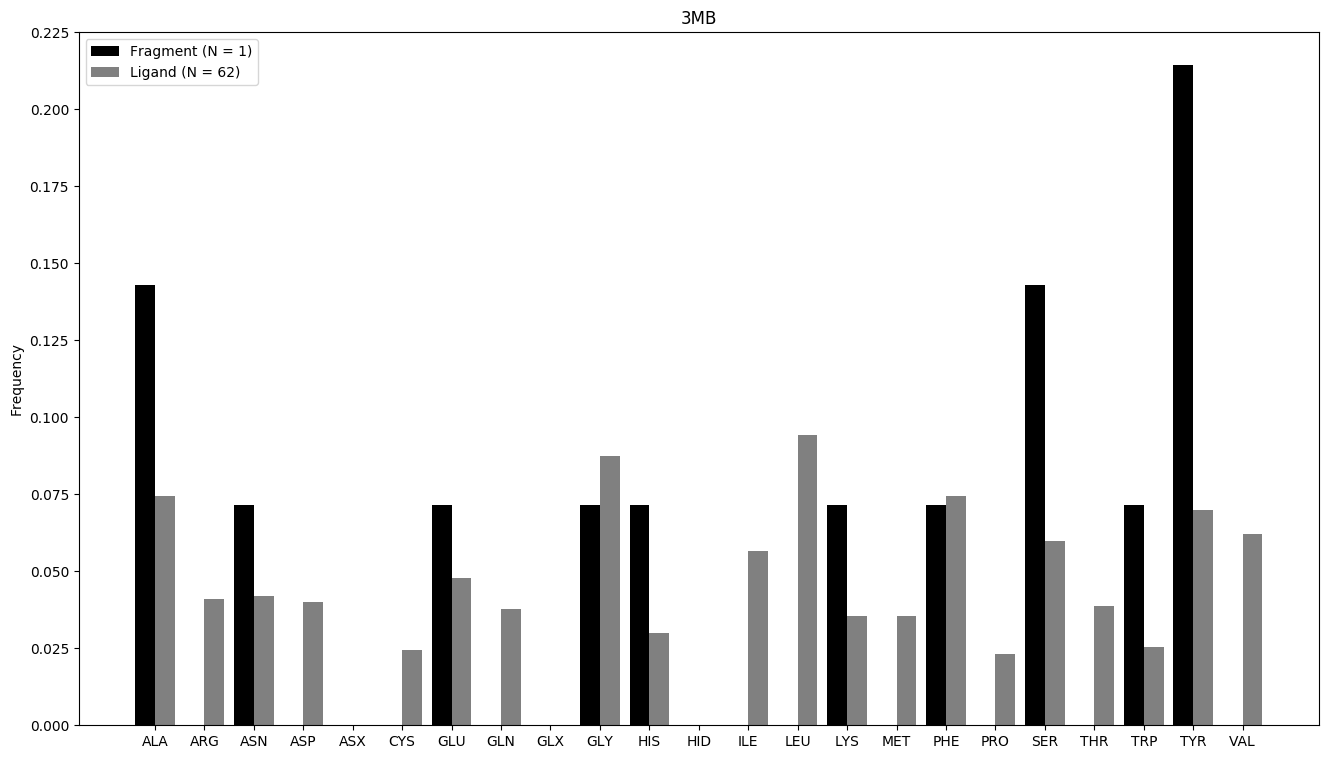 3MB
Fragment (N = 1)
Ligand (N = 62)
Frequency
0.225
0.200
0.175
0.150
0.125
0.100
0.075
0.050
0.025
0.000
ALA ARG ASN ASP ASX CYS GLU GLN GLX GLY HIS HID ILE LEU LYS MET PHE PRO SER THR TRP TYR VAL